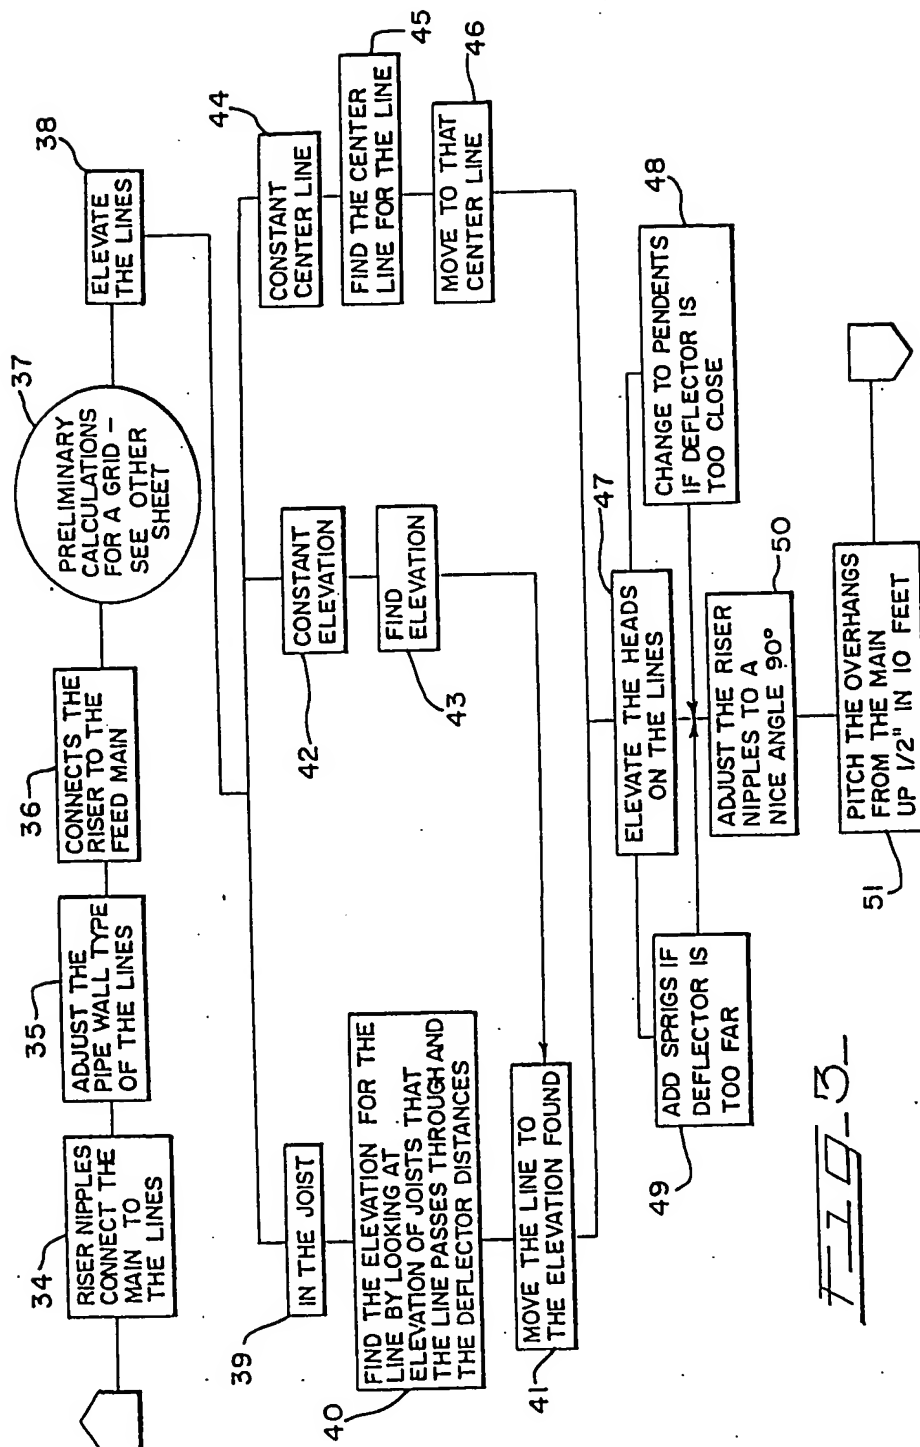 34
RISER NIPPLES
CONNECT THE
MAIN TO
THE LINES
35
ADJUST THE
PIPE WALL TYPE
OF THE LINES
36
CONNECTS THE
RISER TO THE
FEED MAIN
37
PRELIMINARY
CALCULATIONS
FOR A GRID –
SEE OTHER
SHEET
38
ELEVATE
THE LINES
39
IN THE JOIST
40
FIND THE ELEVATION FOR THE
LINE BY LOOKING AT
ELEVATION OF JOISTS THAT
THE LINE PASSES THROUGH AND
THE DEFLECTOR DISTANCES
41
MOVE THE LINE TO
THE ELEVATION FOUND
42
CONSTANT
ELEVATION
43
FIND
ELEVATION
44
CONSTANT
CENTER LINE
45
FIND THE CENTER
LINE FOR THE LINE
46
MOVE TO THAT
CENTER LINE
47
ELEVATE THE HEADS
ON THE LINES
48
CHANGE TO PENDENTS
IF DEFLECTOR IS
TOO CLOSE
49
ADD SPRIGS IF
DEFLECTOR IS
TOO FAR
50
ADJUST THE RISER
NIPPLES TO A
NICE ANGLE 90°
51
PITCH THE OVERHANGS
FROM THE MAIN
UP 1/2" IN 10 FEET
FIG_3_